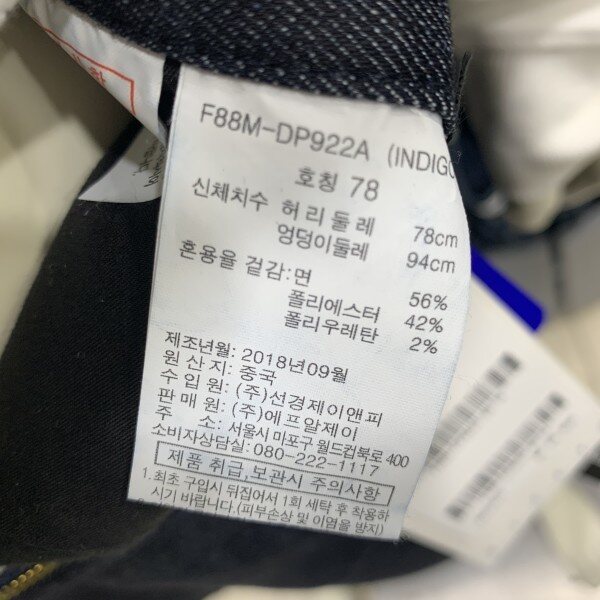 F88M-DP922A (INDIGO
호칭 78
신체치수 허리둘레 78cm
엉덩이둘레 94cm
혼용율 겉감:면 56%
폴리에스터 42%
폴리우레탄 2%
제조년월: 2018년09월
원산지: 중국
수입원: (주)선경제이앤피
판매원: (주)에프알제이
주 소: 서울시 마포구 월드컵북로 400
소비자상담실: 080-222-1117
제품 취급,보관시 주의사항
1.최초 구입시 뒤집어서 1회 세탁 후 착용하
시기 바랍니다.(피부손상 및 이염을 방지)